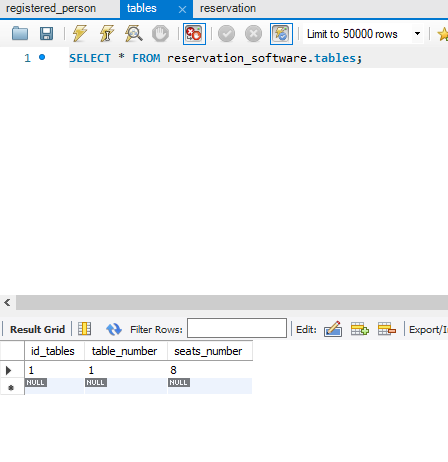 registered_person tables reservation
Limit to 50000 rows
1 SELECT * FROM reservation_software.tables;
Result Grid Filter Rows: Edit: Export/I
id_tables table_number seats_number
1 1 8
NULL NULL NULL